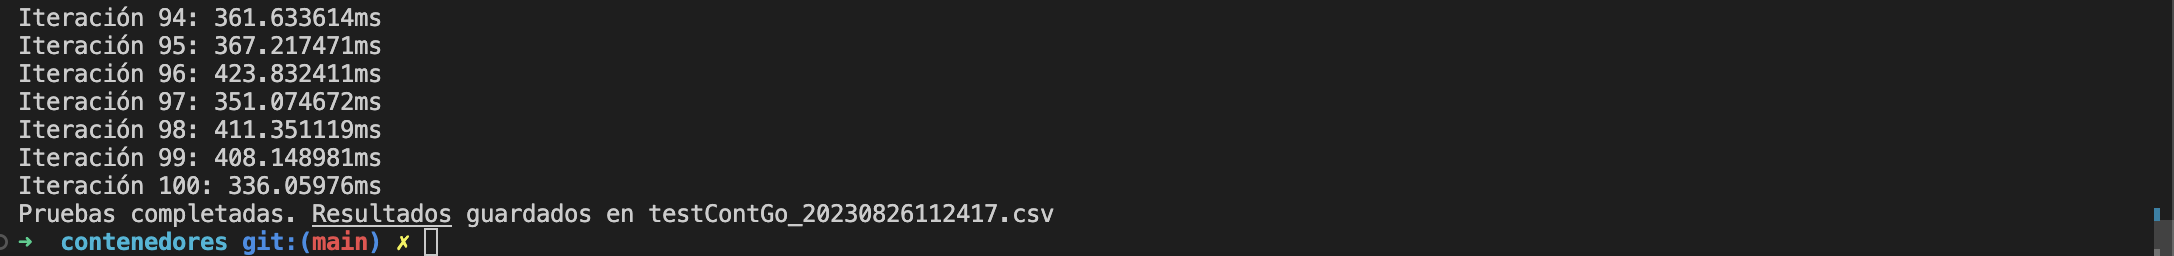 Iteración 94: 361.633614ms
Iteración 95: 367.217471ms
Iteración 96: 423.832411ms
Iteración 97: 351.074672ms
Iteración 98: 411.351119ms
Iteración 99: 408.148981ms
Iteración 100: 336.05976ms
Pruebas completadas. Resultados guardados en testContGo_20230826112417.csv
➜ contenedores git:(main) ✗